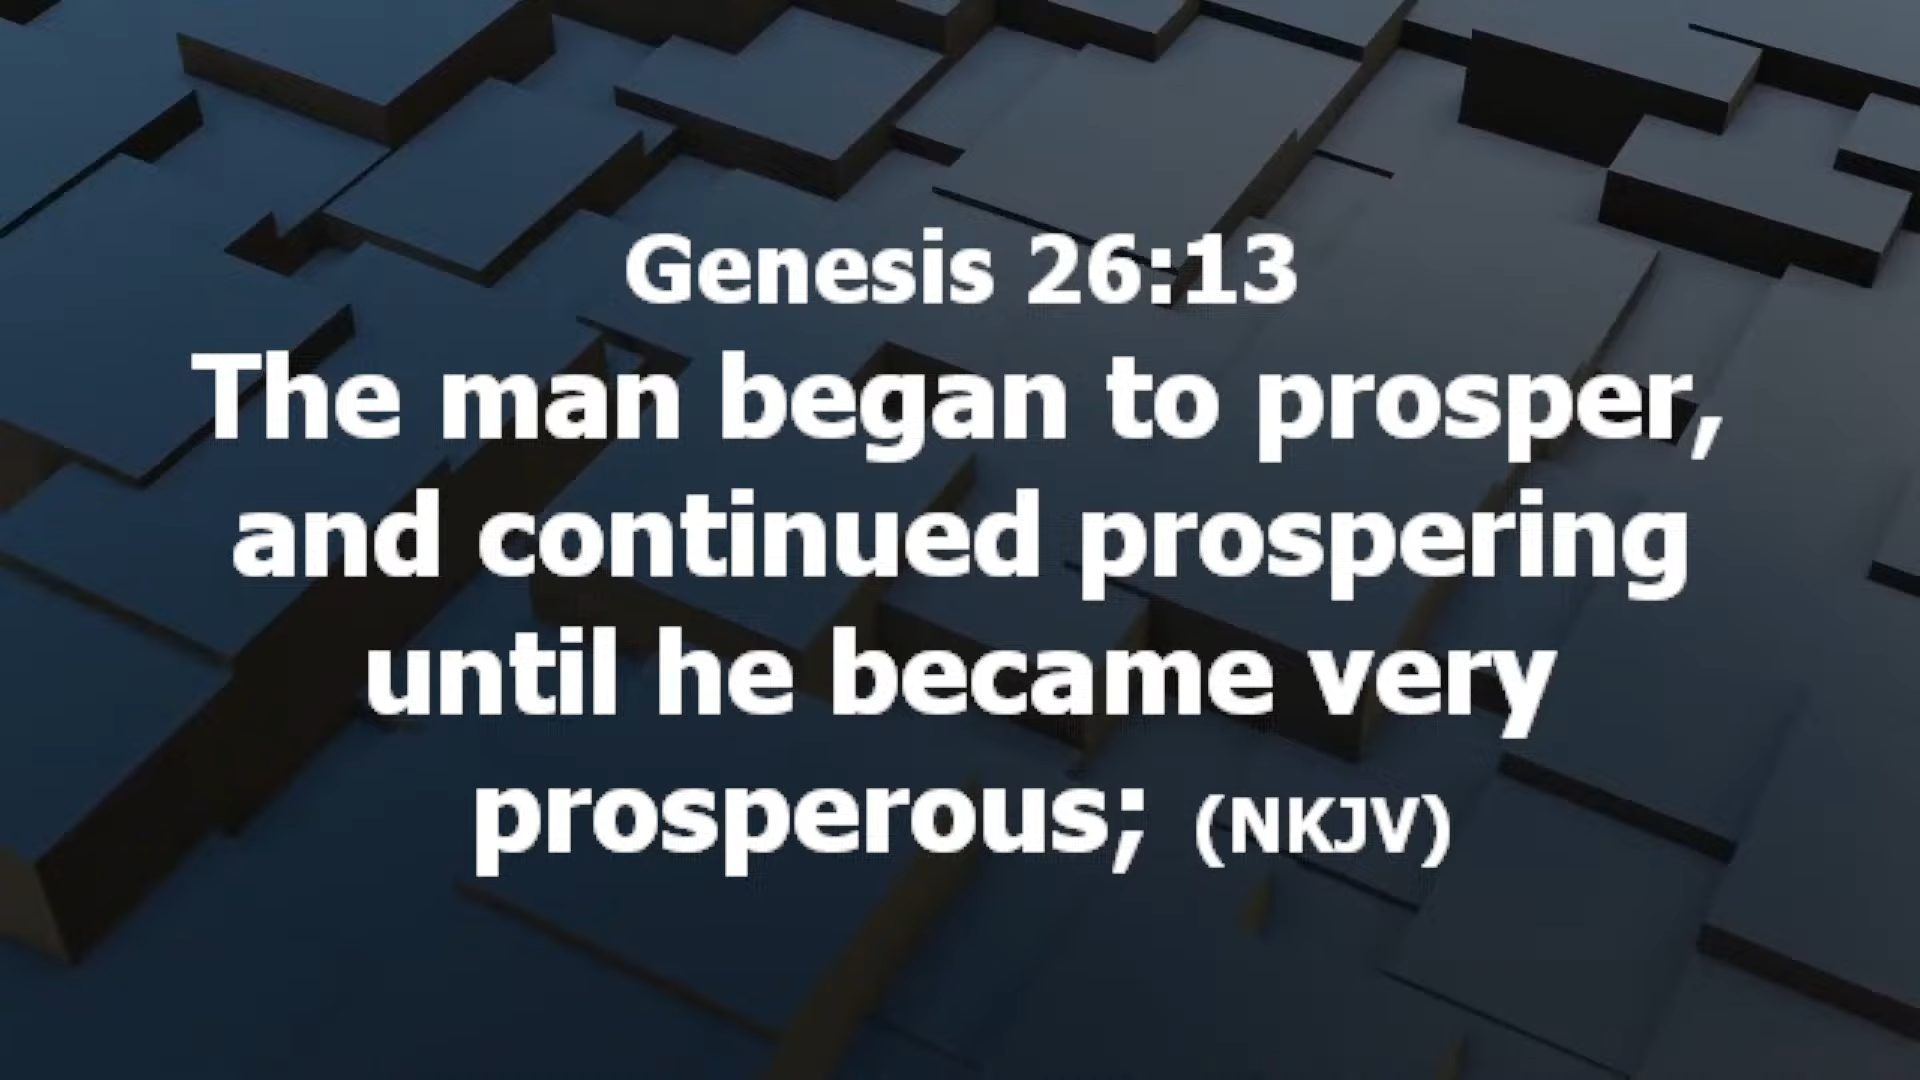 Genesis 26:13
The man began to prosper,
and continued prospering
until he became very
prosperous; (NKJV)